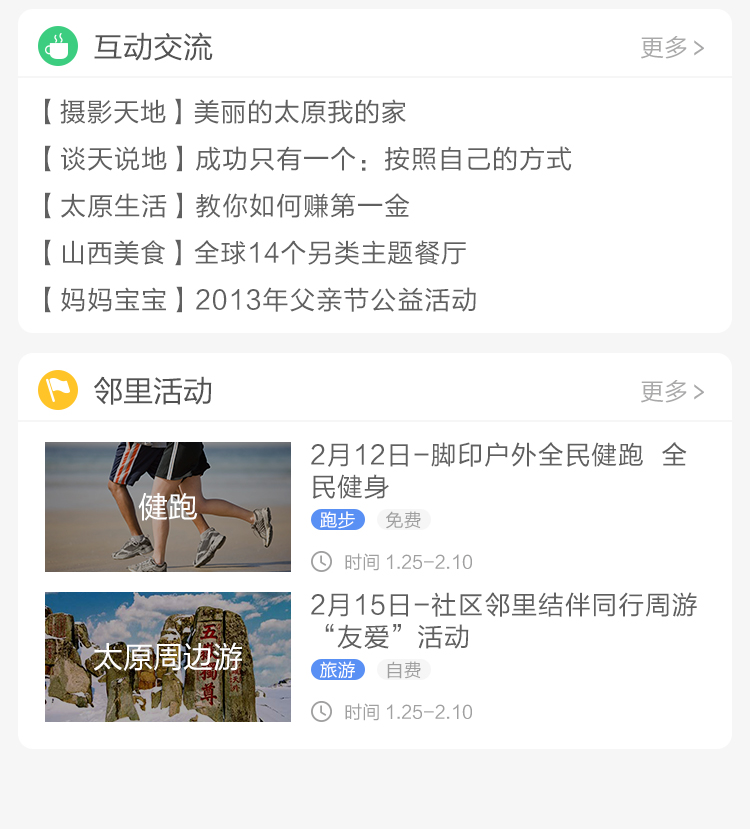 互动交流
更多 >
【摄影天地】美丽的太原我的家
【谈天说地】成功只有一个：按照自己的方式
【太原生活】教你如何赚第一金
【山西美食】全球14个另类主题餐厅
【妈妈宝宝】2013年父亲节公益活动
邻里活动
更多 >
健跑
2月12日-脚印户外全民健跑 全
民健身
跑步 免费
时间 1.25-2.10
太原周边游
五
独
尊
2月15日-社区邻里结伴同行周游
“友爱”活动
旅游 自费
时间 1.25-2.10